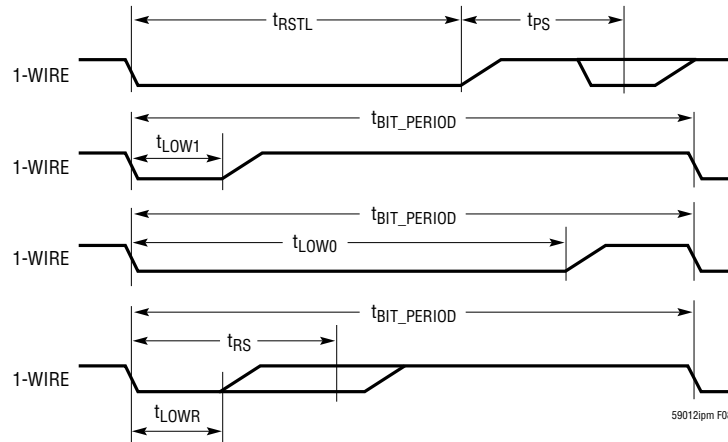 tRSTL
tPS
1-WIRE
tBIT_PERIOD
tLOW1
1-WIRE
tBIT_PERIOD
tLOW0
1-WIRE
tBIT_PERIOD
tRS
1-WIRE
tLOWR
59012ipm